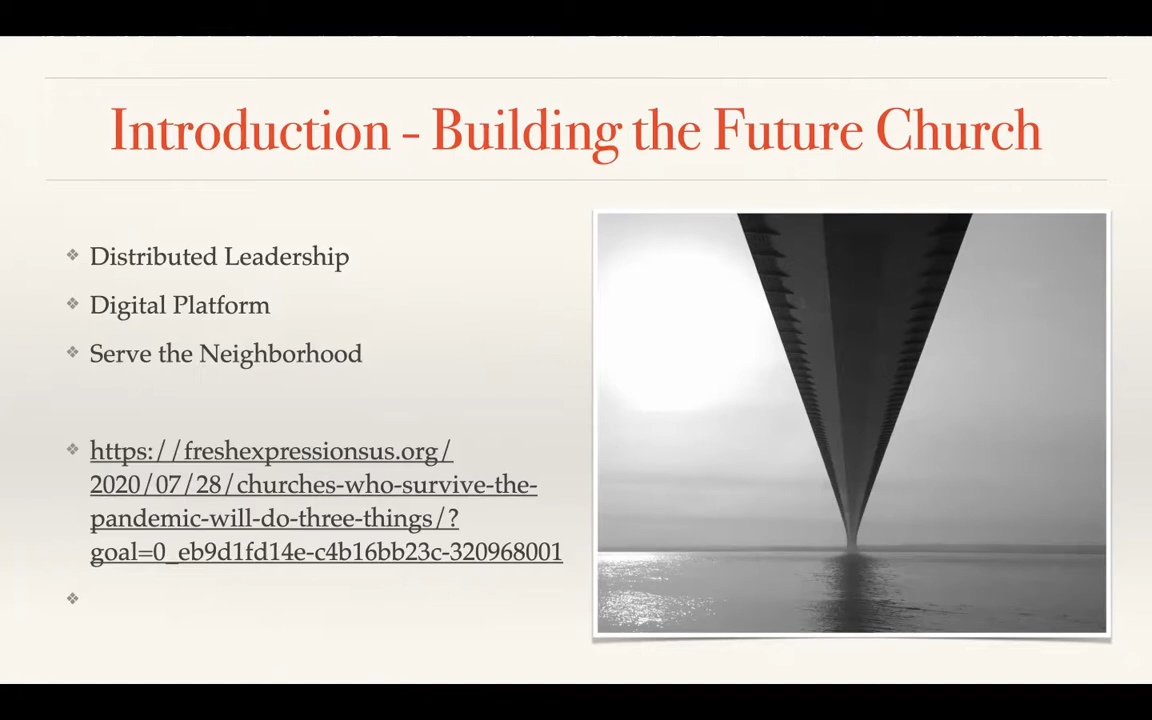 Introduction - Building the Future Church
Distributed Leadership
Digital Platform
Serve the Neighborhood
https://freshexpressionsus.org/
2020/07/28/churches-who-survive-the-
pandemic-will-do-three-things/?
goal=0_eb9d1fd14e-c4b16bb23c-320968001